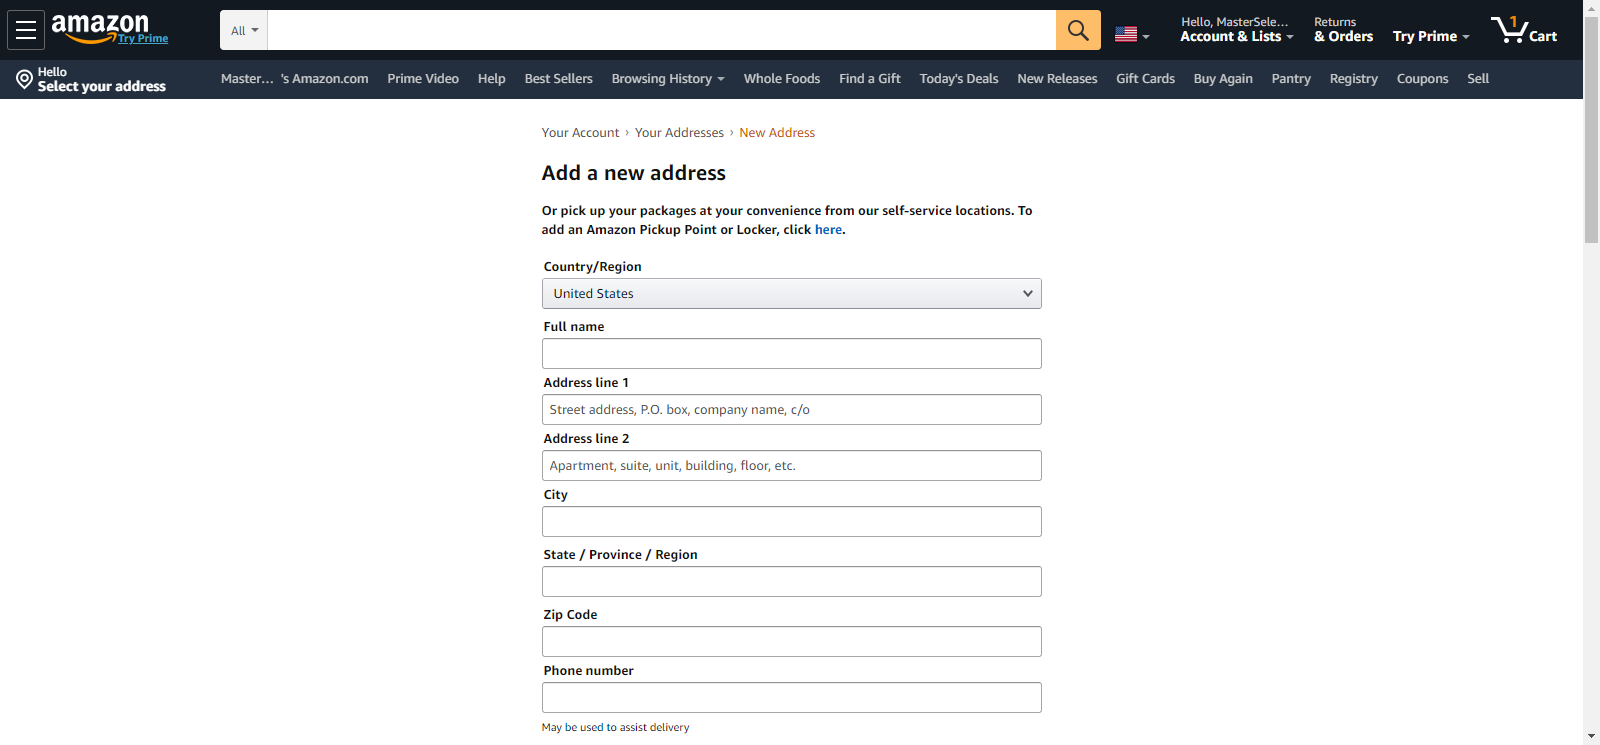 amazon
Try Prime
All
Hello, MasterSele...
Account & Lists
Returns
& Orders
Try Prime
1
Cart
Hello
Select your address
Master... 's Amazon.com
Prime Video
Help
Best Sellers
Browsing History
Whole Foods
Find a Gift
Today's Deals
New Releases
Gift Cards
Buy Again
Pantry
Registry
Coupons
Sell
Your Account › Your Addresses › New Address
Add a new address
Or pick up your packages at your convenience from our self-service locations. To
add an Amazon Pickup Point or Locker, click here.
Country/Region
United States
Full name
Address line 1
Street address, P.O. box, company name, c/o
Address line 2
Apartment, suite, unit, building, floor, etc.
City
State / Province / Region
Zip Code
Phone number
May be used to assist delivery